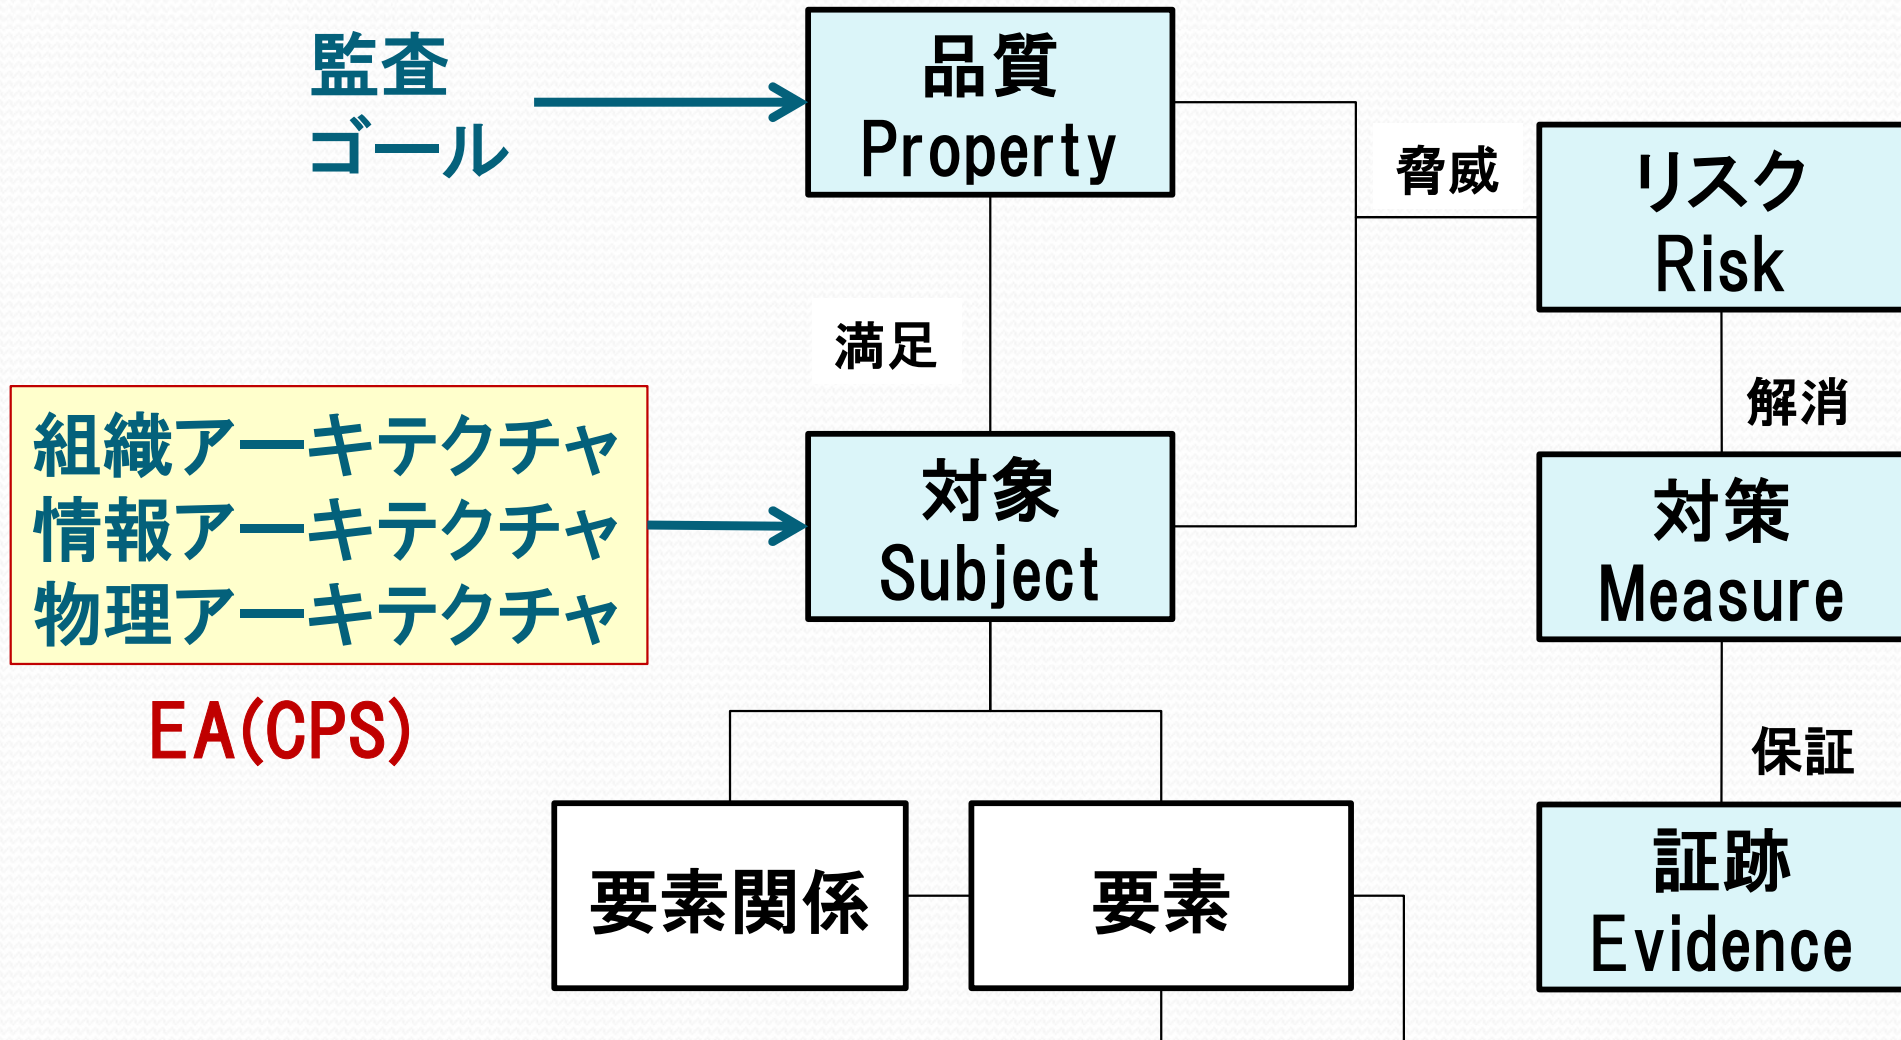 監査
ゴール
品質
Property
脅威
リスク
Risk
満足
解消
組織アーキテクチャ
情報アーキテクチャ
物理アーキテクチャ
対象
Subject
対策
Measure
EA(CPS)
保証
要素関係
要素
証跡
Evidence